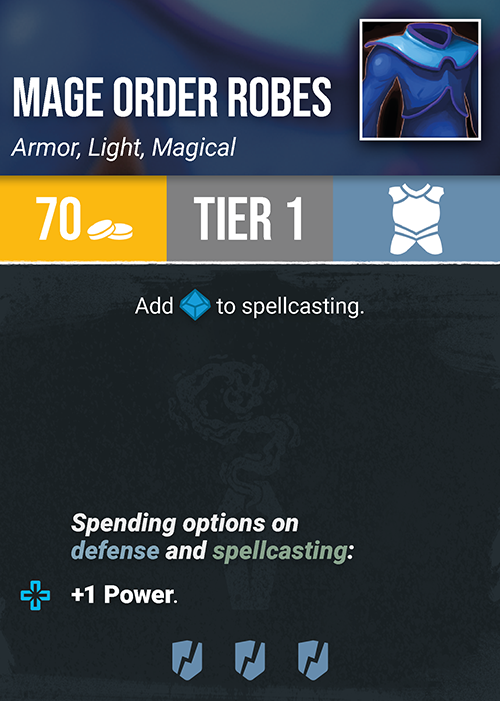 MAGE ORDER ROBES
Armor, Light, Magical
70
TIER 1
Add to spellcasting.
Spending options on
defense and spellcasting:
+1 Power.